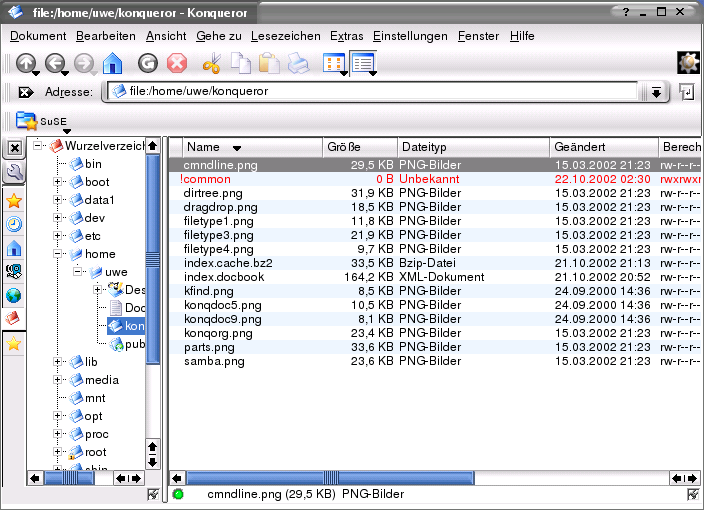 file:/home/uwe/konqueror - Konqueror
Dokument Bearbeiten Ansicht Gehe zu Lesezeichen Extras Einstellungen Fenster Hilfe
Adresse: file:/home/uwe/konqueror
SuSE
Wurzelverzeich
bin
boot
data1
dev
etc
home
uwe
Des
Doc
kon
pub
lib
media
mnt
opt
proc
root
sbin
Name Größe Dateityp Geändert Berech
cmndline.png 29,5 KB PNG-Bilder 15.03.2002 21:23 rw-r--r--
!common 0 B Unbekannt 22.10.2002 02:30 rwxrwxr
dirtree.png 31,9 KB PNG-Bilder 15.03.2002 21:23 rw-r--r--
dragdrop.png 18,5 KB PNG-Bilder 15.03.2002 21:23 rw-r--r--
filetype1.png 11,8 KB PNG-Bilder 15.03.2002 21:23 rw-r--r--
filetype3.png 21,9 KB PNG-Bilder 15.03.2002 21:23 rw-r--r--
filetype4.png 9,7 KB PNG-Bilder 15.03.2002 21:23 rw-r--r--
index.cache.bz2 33,5 KB Bzip-Datei 21.10.2002 21:13 rw-r--r--
index.docbook 164,2 KB XML-Dokument 21.10.2002 20:52 rw-r--r--
kfind.png 8,5 KB PNG-Bilder 24.09.2000 14:36 rw-r--r--
konqdoc5.png 10,5 KB PNG-Bilder 24.09.2000 14:36 rw-r--r--
konqdoc9.png 8,1 KB PNG-Bilder 24.09.2000 14:36 rw-r--r--
konqorg.png 23,4 KB PNG-Bilder 15.03.2002 21:23 rw-r--r--
parts.png 33,6 KB PNG-Bilder 15.03.2002 21:23 rw-r--r--
samba.png 23,6 KB PNG-Bilder 15.03.2002 21:23 rw-r--r--
cmndline.png (29,5 KB) PNG-Bilder